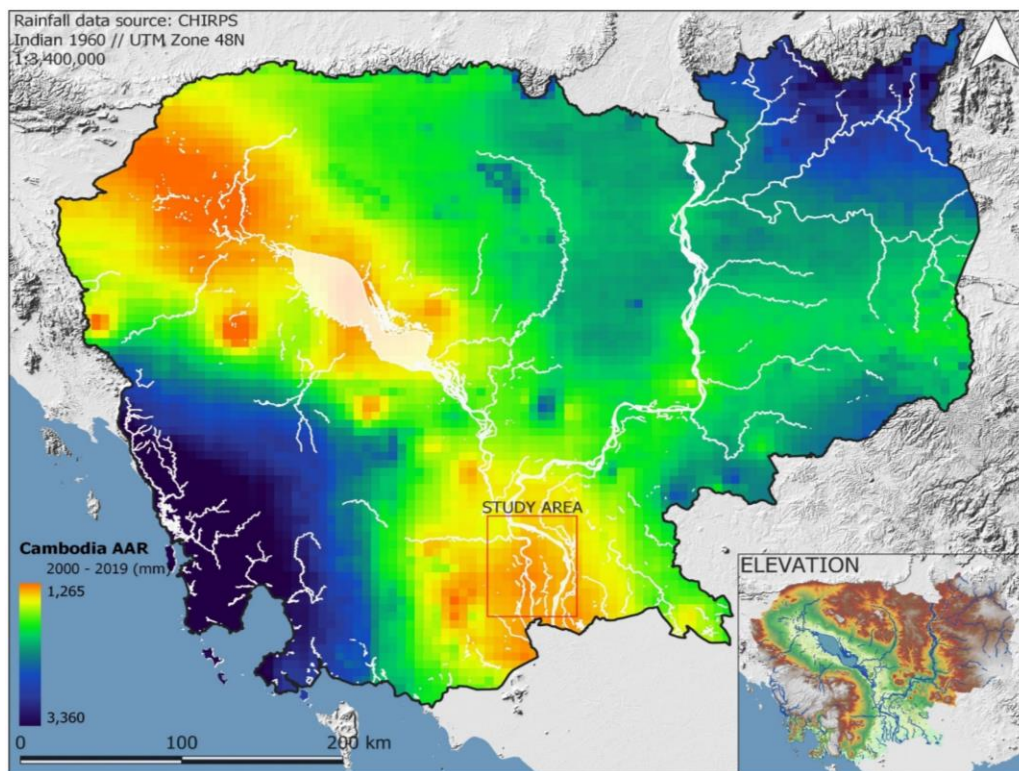 Rainfall data source: CHIRPS
Indian 1960 // UTM Zone 48N
1:3,400,000
STUDY AREA
Cambodia AAR
2000 - 2019 (mm)
1,265
3,360
0 100 200 km
ELEVATION